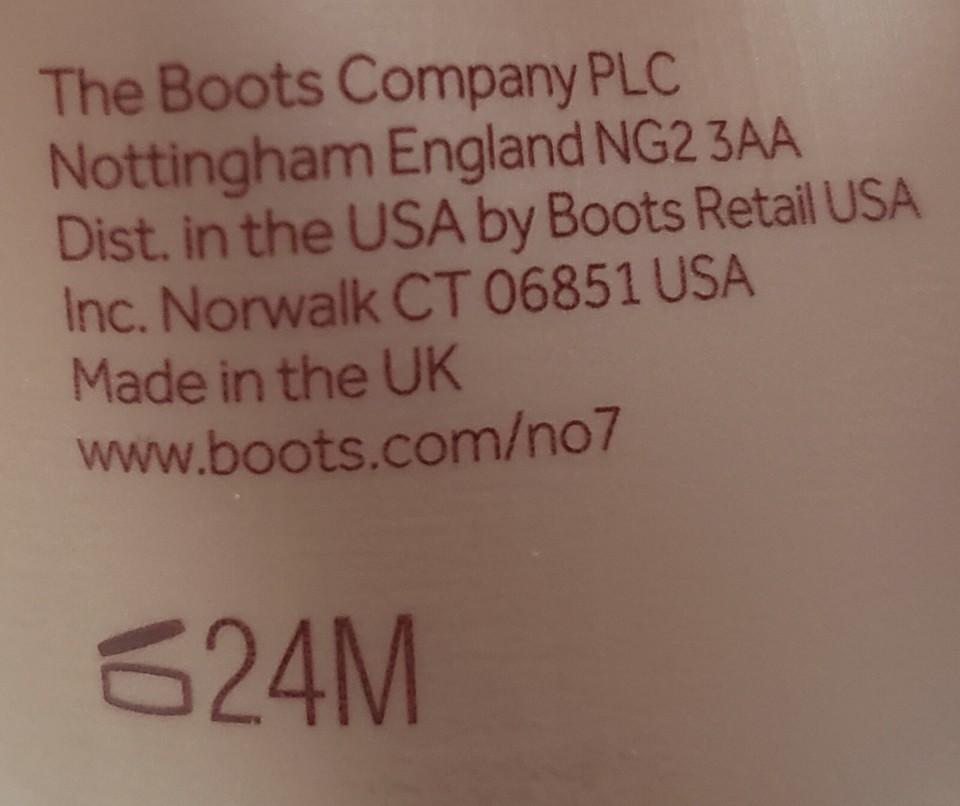 The Boots Company PLC
Nottingham England NG2 3AA
Dist. in the USA by Boots Retail USA
Inc. Norwalk CT 06851 USA
Made in the UK
www.boots.com/no7
24M